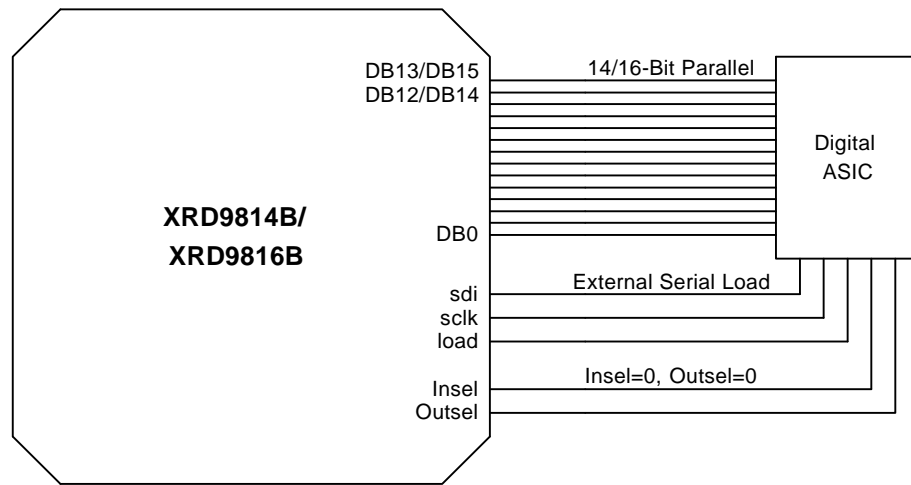 DB13/DB15
14/16-Bit Parallel
DB12/DB14
Digital
ASIC
XRD9814B/
XRD9816B
DB0
External Serial Load
sdi
sclk
load
Insel=0, Outsel=0
Insel
Outsel